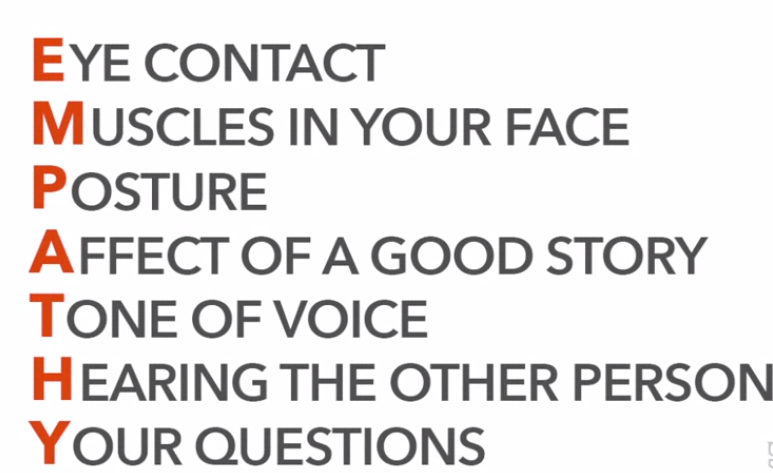 EYE CONTACT
MUSCLES IN YOUR FACE
POSTURE
AFFECT OF A GOOD STORY
TONE OF VOICE
HEARING THE OTHER PERSON
YOUR QUESTIONS